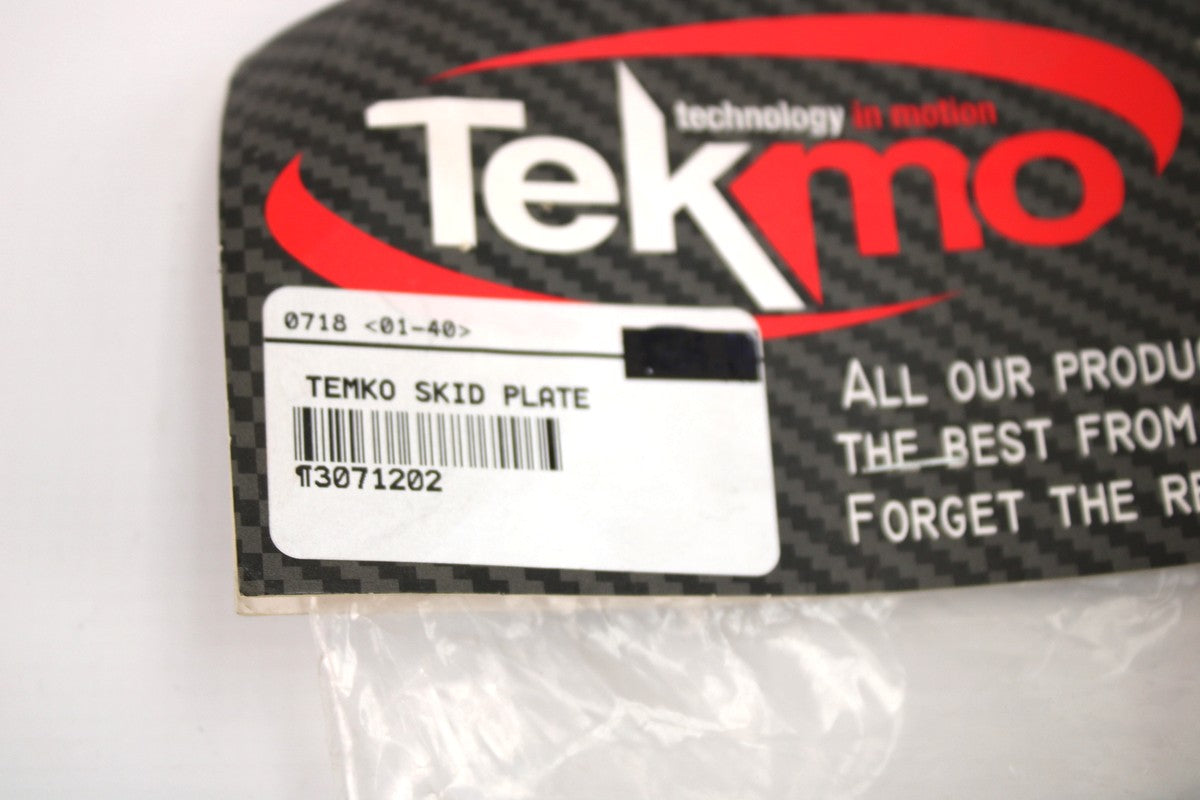 technology in motion
Tekmo
0718 <01-40>
TEMKO SKID PLATE
¶3071202
ALL OUR PRODUC
THE BEST FROM
FORGET THE RE